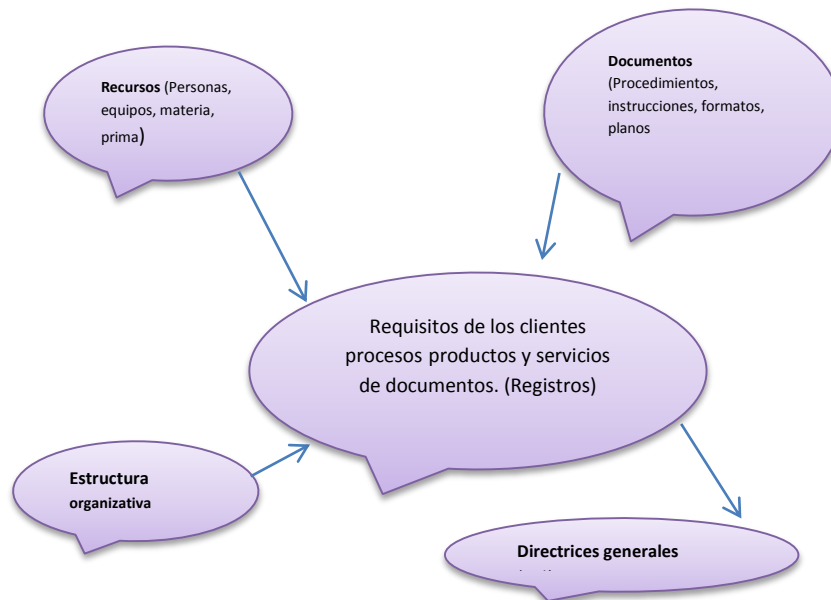 Recursos (Personas,
equipos, materia,
prima)
Documentos
(Procedimientos,
instrucciones, formatos,
planos
Requisitos de los clientes
procesos productos y servicios
de documentos. (Registros)
Estructura
organizativa
Directrices generales